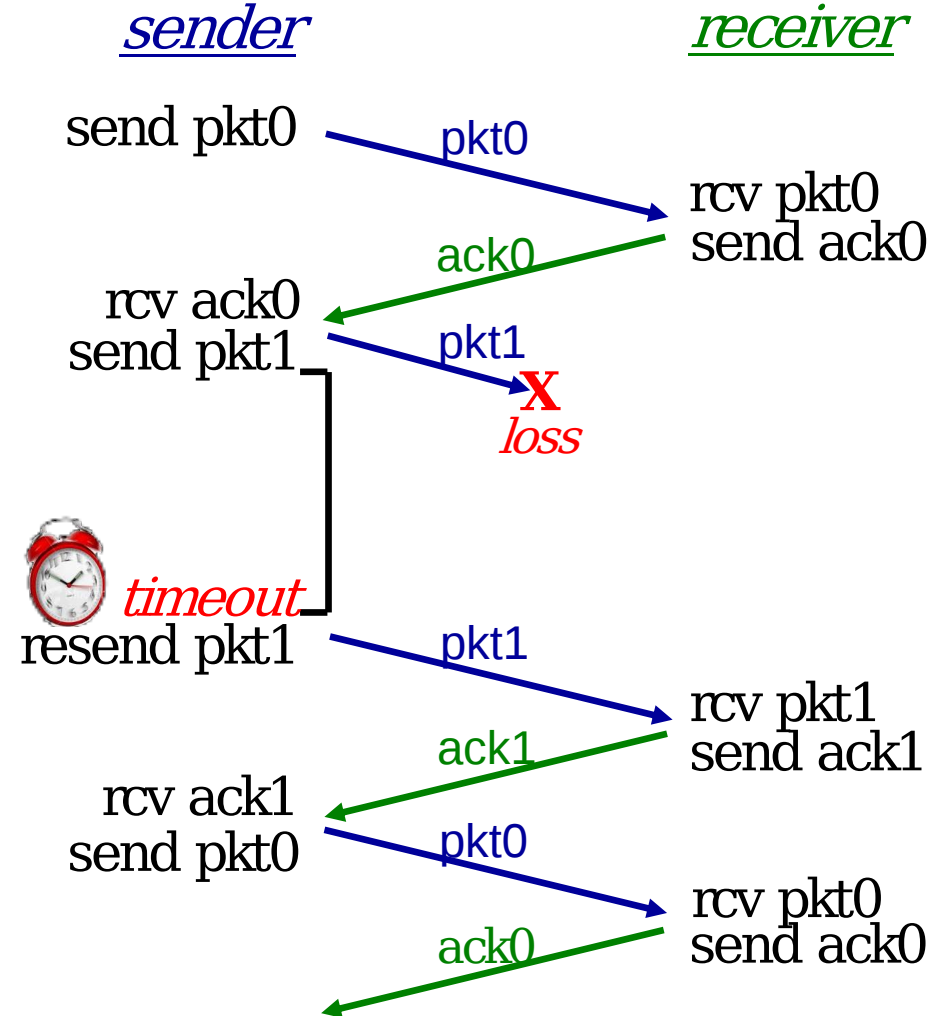 sender
receiver
send pkt0
pkt0
rcv pkt0
send ack0
ack0
rcv ack0
send pkt1
pkt1
X
loss
timeout
resend pkt1
pkt1
rcv pkt1
send ack1
ack1
rcv ack1
send pkt0
pkt0
rcv pkt0
send ack0
ack0